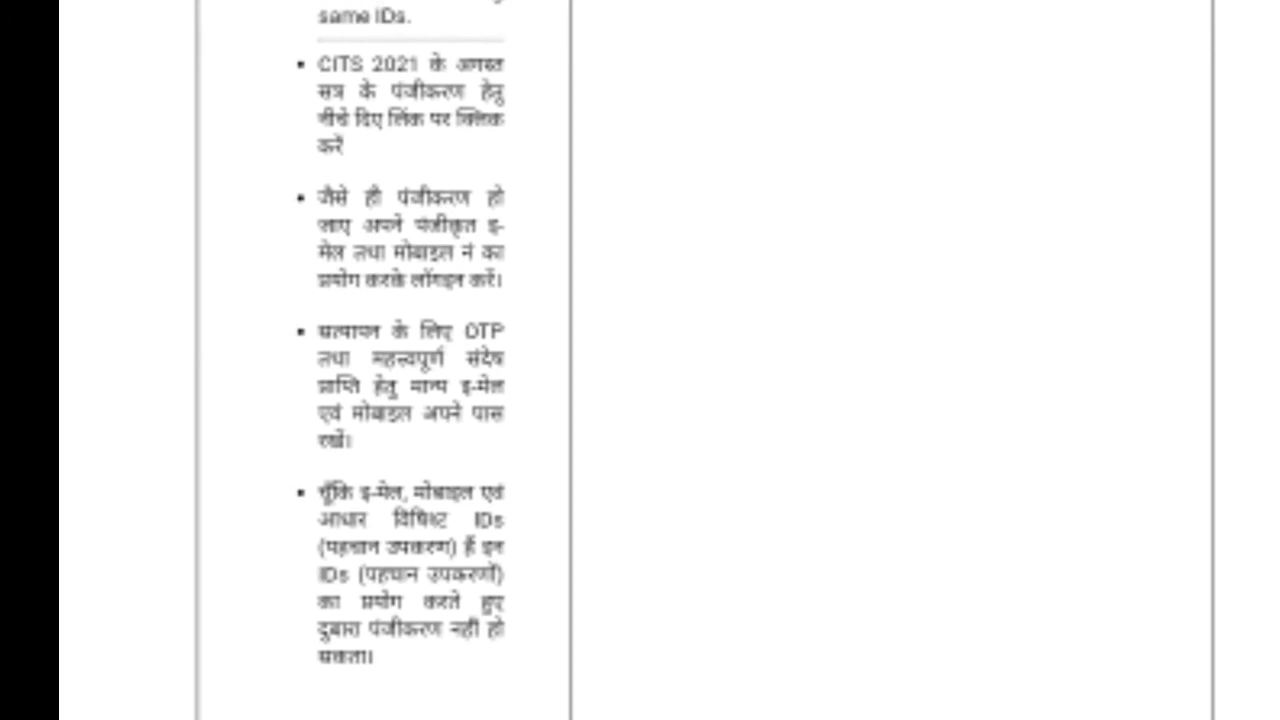 same IDs.
CITS 2021 के अगस्त
सत्र के पंजीकरण हेतु
नीचे दिए लिंक पर क्लिक
करें
जैसे ही पंजीकरण हो
जाए अपने पंजीकृत इ-
मेल तथा मोबाइल नं का
प्रयोग करके लॉगइन करें।
सत्यापन के लिए OTP
तथा महत्त्वपूर्ण संदेष
प्राप्ति हेतु मान्य इ-मेल
एवं मोबाइल अपने पास
रखें।
चूँकि इ-मेल, मोबाइल एवं
आधार विषिश्ट IDs
(पहचान उपकरण) हैं इन
IDs (पहचान उपकरणों)
का प्रयोग करते हुए
दुबारा पंजीकरण नहीं हो
सकता।